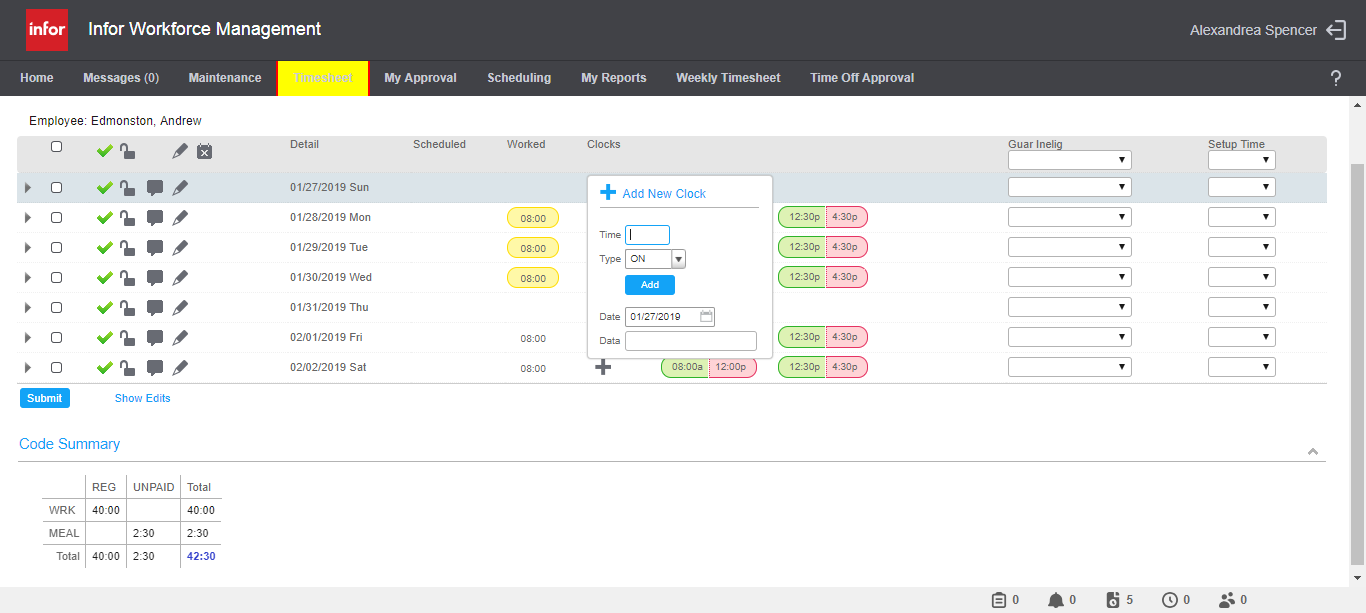 infor Infor Workforce Management Alexandrea Spencer
Home Messages (0) Maintenance Timesheet My Approval Scheduling My Reports Weekly Timesheet Time Off Approval ?
Employee: Edmonston, Andrew
Detail Scheduled Worked Clocks Guar Inelig Setup Time
01/27/2019 Sun
Add New Clock
01/28/2019 Mon 08:00 12:30p 4:30p
Time
01/29/2019 Tue 08:00 12:30p 4:30p
Type ON
01/30/2019 Wed 08:00 12:30p 4:30p
Add
01/31/2019 Thu
Date 01/27/2019
02/01/2019 Fri 08:00 12:30p 4:30p
Data
02/02/2019 Sat 08:00 08:00a 12:00p 12:30p 4:30p
Submit Show Edits
Code Summary
REG UNPAID Total
WRK 40:00 40:00
MEAL 2:30 2:30
Total 40:00 2:30 42:30
0 0 5 0 0